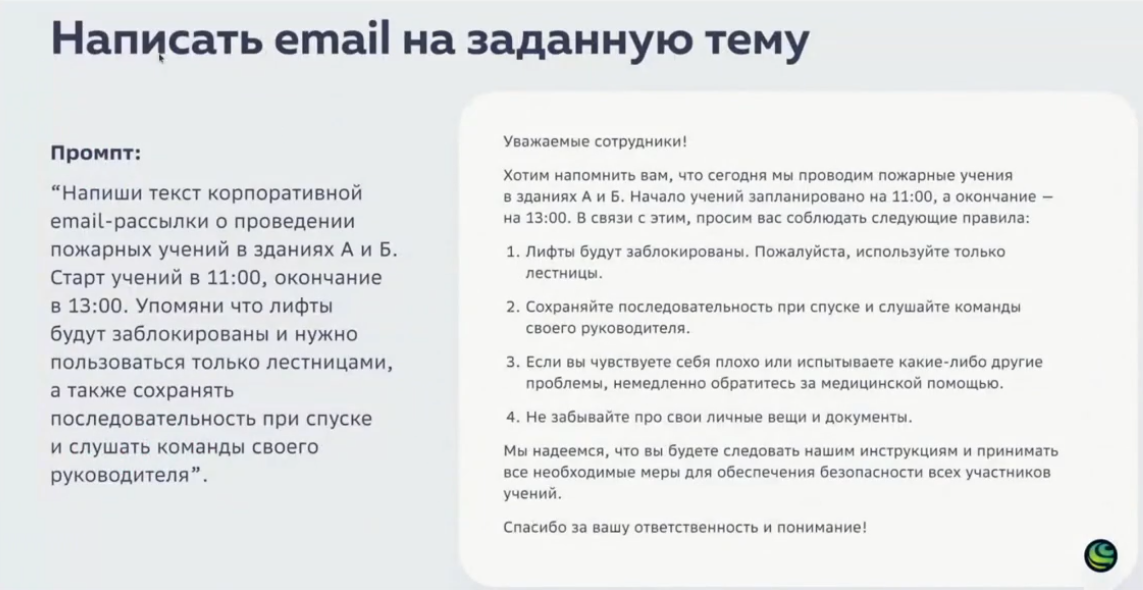 Написать email на заданную тему
Промпт:
“Напиши текст корпоративной
email-рассылки о проведении
пожарных учений в зданиях А и Б.
Старт учений в 11:00, окончание
в 13:00. Упомяни что лифты
будут заблокированы и нужно
пользоваться только лестницами,
а также сохранять
последовательность при спуске
и слушать команды своего
руководителя”.
Уважаемые сотрудники!
Хотим напомнить вам, что сегодня мы проводим пожарные учения
в зданиях А и Б. Начало учений запланировано на 11:00, а окончание —
на 13:00. В связи с этим, просим вас соблюдать следующие правила:
1. Лифты будут заблокированы. Пожалуйста, используйте только
лестницы.
2. Сохраняйте последовательность при спуске и слушайте команды
своего руководителя.
3. Если вы чувствуете себя плохо или испытываете какие-либо другие
проблемы, немедленно обратитесь за медицинской помощью.
4. Не забывайте про свои личные вещи и документы.
Мы надеемся, что вы будете следовать нашим инструкциям и принимать
все необходимые меры для обеспечения безопасности всех участников
учений.
Спасибо за вашу ответственность и понимание!